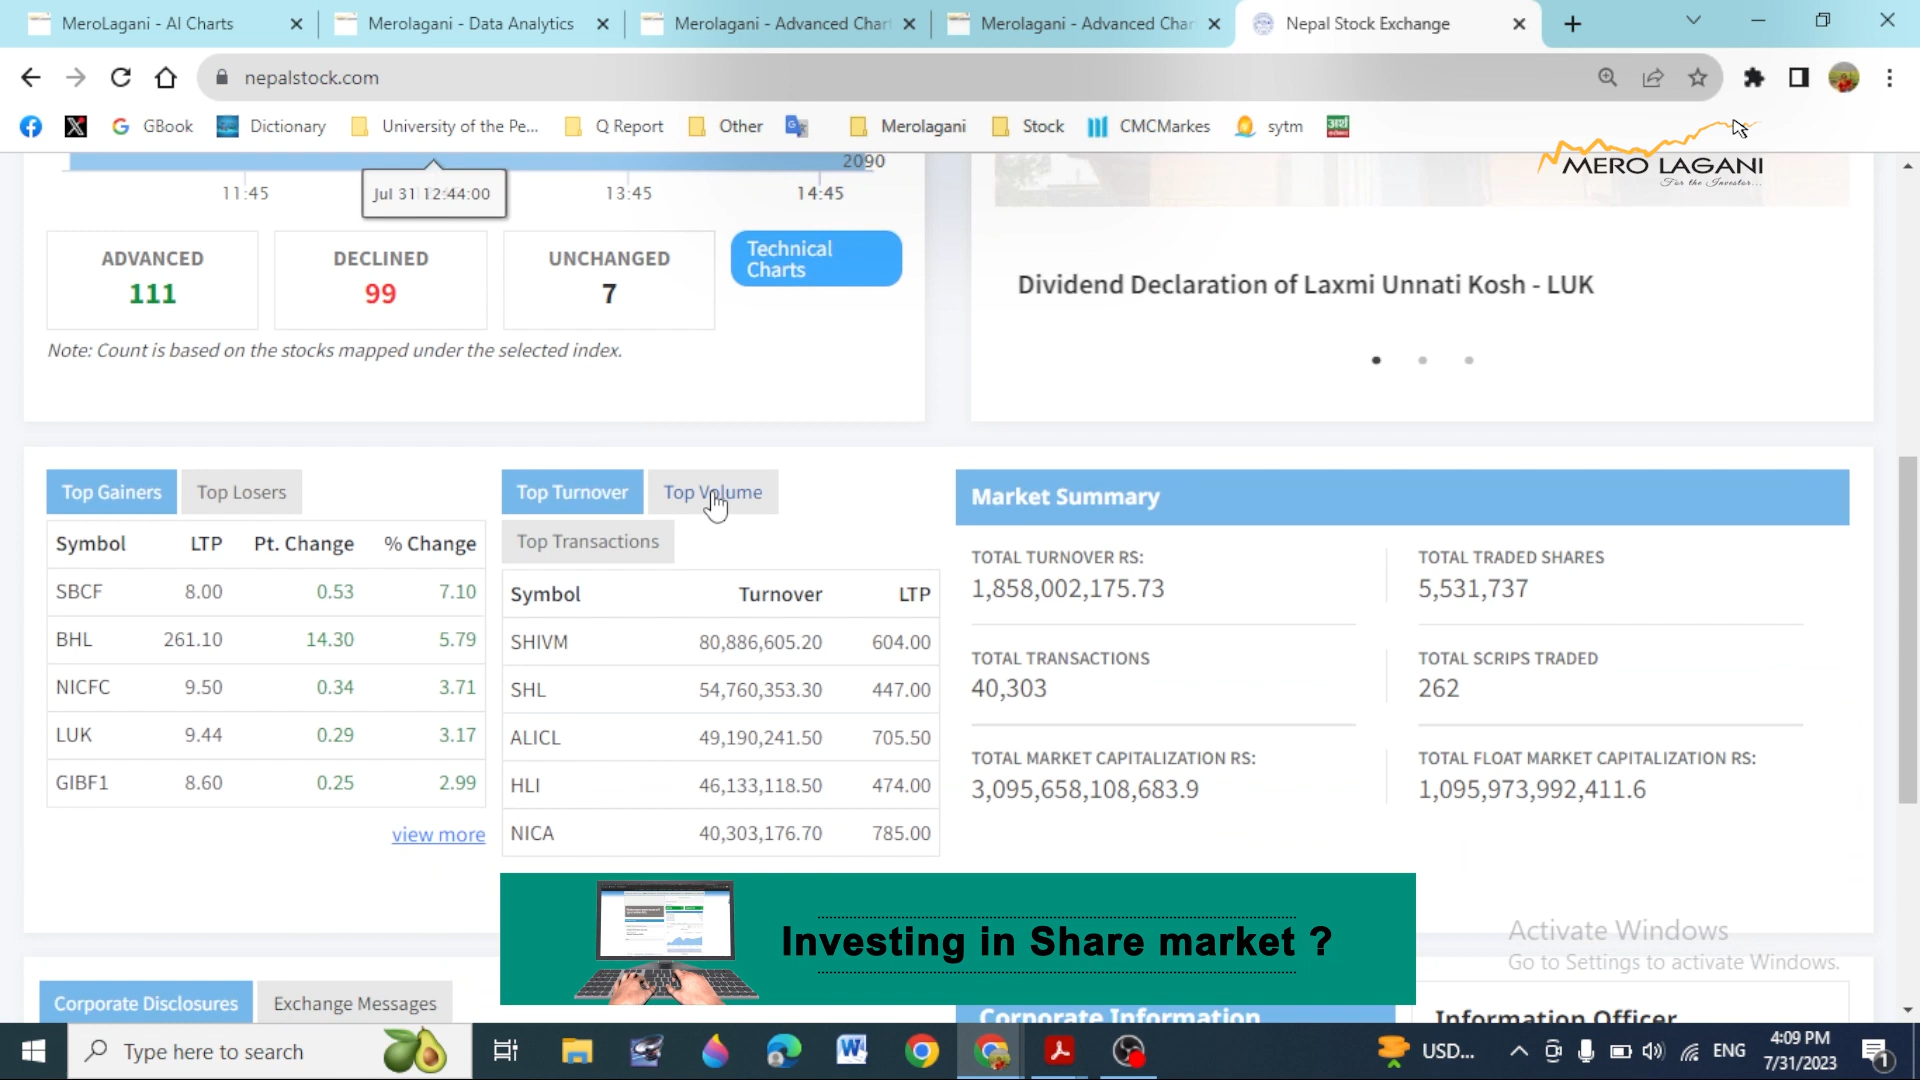 MeroLagani - AI Charts
Merolagani - Data Analytics
Merolagani - Advanced Char
Merolagani - Advanced Char
Nepal Stock Exchange
nepalstock.com
GBook
Dictionary
University of the Pe...
Q Report
Other
Merolagani
Stock
CMCMarkes
sytm
MERO LAGANI
For the Investor...
2090
11:45
Jul 31 12:44:00
13:45
14:45
ADVANCED
111
DECLINED
99
UNCHANGED
7
Technical
Charts
Note: Count is based on the stocks mapped under the selected index.
Dividend Declaration of Laxmi Unnati Kosh - LUK
Top Gainers Top Losers
Symbol LTP Pt. Change % Change
SBCF 8.00 0.53 7.10
BHL 261.10 14.30 5.79
NICFC 9.50 0.34 3.71
LUK 9.44 0.29 3.17
GIBF1 8.60 0.25 2.99
view more
Top Turnover Top Volume
Top Transactions
Symbol Turnover LTP
SHIVM 80,886,605.20 604.00
SHL 54,760,353.30 447.00
ALICL 49,190,241.50 705.50
HLI 46,133,118.50 474.00
NICA 40,303,176.70 785.00
Market Summary
TOTAL TURNOVER RS:
1,858,002,175.73
TOTAL TRADED SHARES
5,531,737
TOTAL TRANSACTIONS
40,303
TOTAL SCRIPS TRADED
262
TOTAL MARKET CAPITALIZATION RS:
3,095,658,108,683.9
TOTAL FLOAT MARKET CAPITALIZATION RS:
1,095,973,992,411.6
Investing in Share market ?
Activate Windows
Go to Settings to activate Windows.
Corporate Disclosures Exchange Messages
Corporate Information
Information Officer
Type here to search
USD...
ENG
4:09 PM
7/31/2023
1